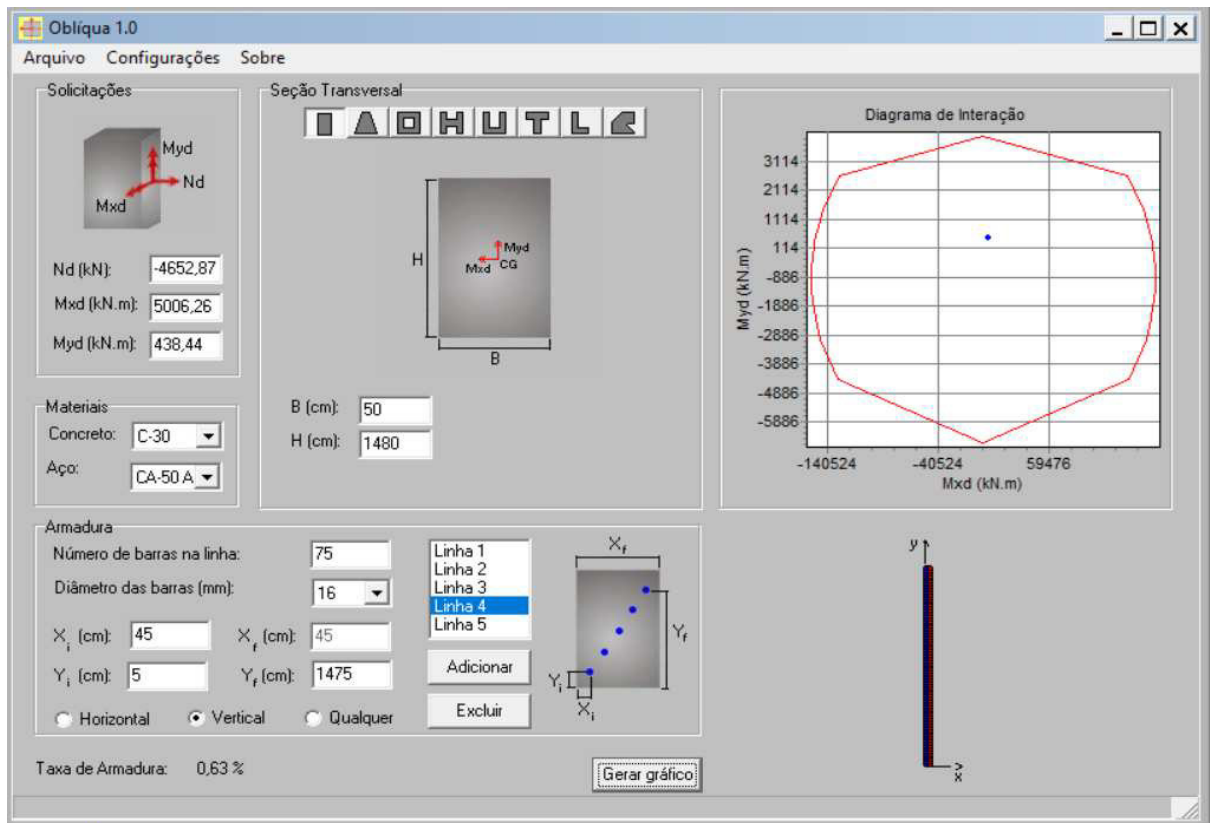 Oblíqua 1.0
Arquivo Configurações Sobre
Solicitações
Myd
Nd
Mxd
Nd (kN): -4652,87
Mxd (kN.m): 5006,26
Myd (kN.m): 438,44
Materiais
Concreto: C-30
Aço: CA-50 A
Seção Transversal
H
Myd
Mxd CG
B
B (cm): 50
H (cm): 1480
Diagrama de Interação
3114
2114
1114
114
-886
-1886
-2886
-3886
-4886
-5886
Myd (kN.m)
-140524 -40524 59476
Mxd (kN.m)
Armadura
Número de barras na linha: 75
Diâmetro das barras (mm): 16
Xi (cm): 45 Xf (cm): 45
Yi (cm): 5 Yf (cm): 1475
Horizontal Vertical Qualquer
Linha 1
Linha 2
Linha 3
Linha 4
Linha 5
Adicionar
Excluir
Xf
Yf
Yi
Xi
y
x
Taxa de Armadura: 0,63 %
Gerar gráfico